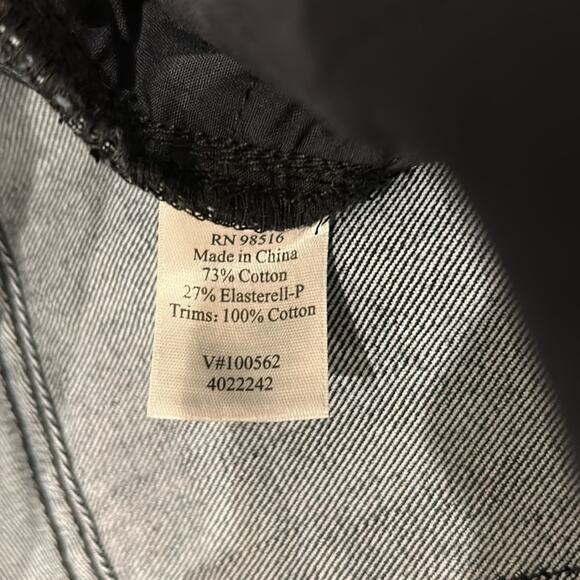 RN 98516
Made in China
73% Cotton
27% Elasterell-P
Trims: 100% Cotton
V#100562
4022242